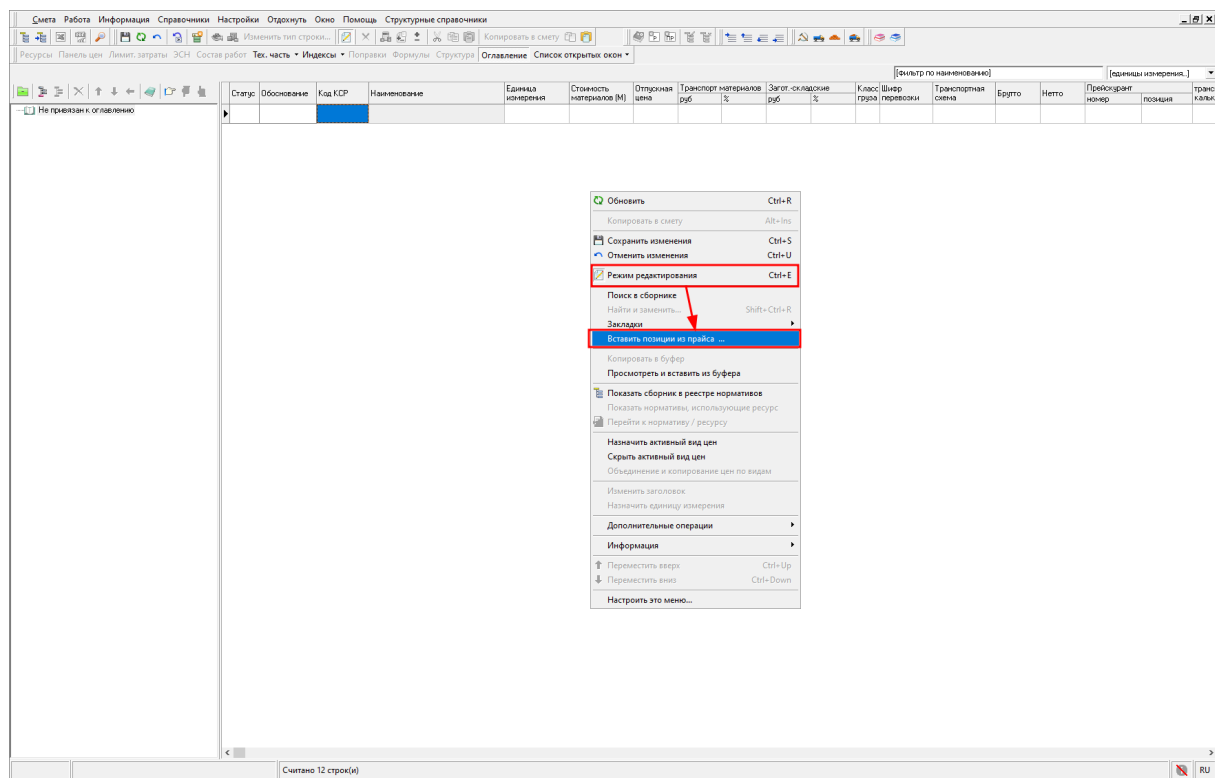 Смета Работа Информация Справочники Настройки Отдохнуть Окно Помощь Структурные справочники
Изменить тип строки... Копировать в смету
Ресурсы Панель цен Лимит. затраты ЭСН Состав работ Тех. часть Индексы Поправки Формулы Структура Оглавление Список открытых окон
[фильтр по наименованию] [единицы измерения..]
Не привязан к оглавлению
Статус Обоснование Код КСР Наименование Единица измерения Стоимость материалов [М] Отпускная цена Транспорт материалов руб % Загот.-складские руб % Класс груза Шифр перевозки Транспортная схема Брутто Нетто Прейскурант номер позиция транс кальк
Обновить Ctrl+R
Копировать в смету Alt+Ins
Сохранить изменения Ctrl+S
Отменить изменения Ctrl+U
Режим редактирования Ctrl+E
Поиск в сборнике
Найти и заменить... Shift+Ctrl+R
Закладки
Вставить позиции из прайса ...
Копировать в буфер
Просмотреть и вставить из буфера
Показать сборник в реестре нормативов
Показать нормативы, использующие ресурс
Перейти к нормативу / ресурсу
Назначить активный вид цен
Скрыть активный вид цен
Объединение и копирование цен по видам
Изменить заголовок
Назначить единицу измерения
Дополнительные операции
Информация
Переместить вверх Ctrl+Up
Переместить вниз Ctrl+Down
Настроить это меню...
Считано 12 строк(и) RU